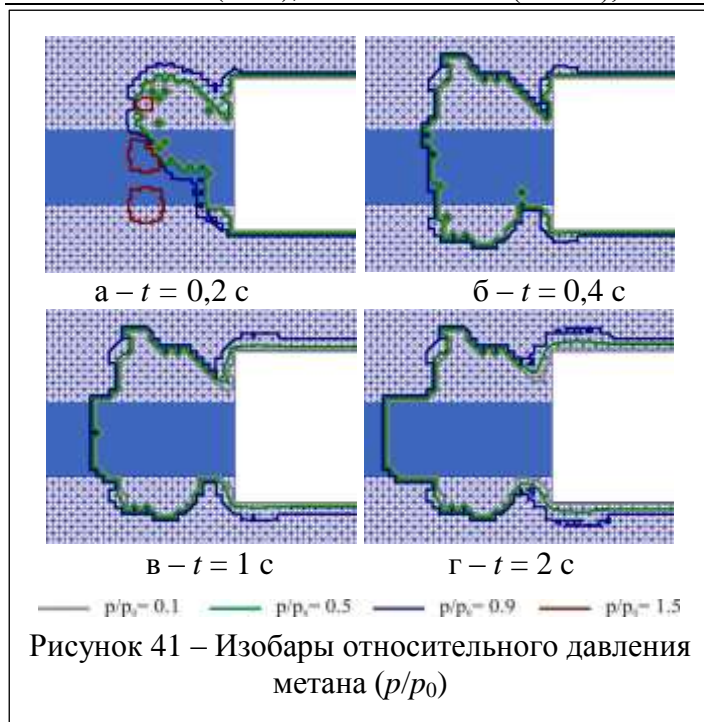 а – t = 0,2 с б – t = 0,4 с
в – t = 1 с г – t = 2 с
p/p₀= 0.1 p/p₀= 0.5 p/p₀= 0.9 p/p₀= 1.5
Рисунок 41 – Изобары относительного давления
метана (p/p₀)